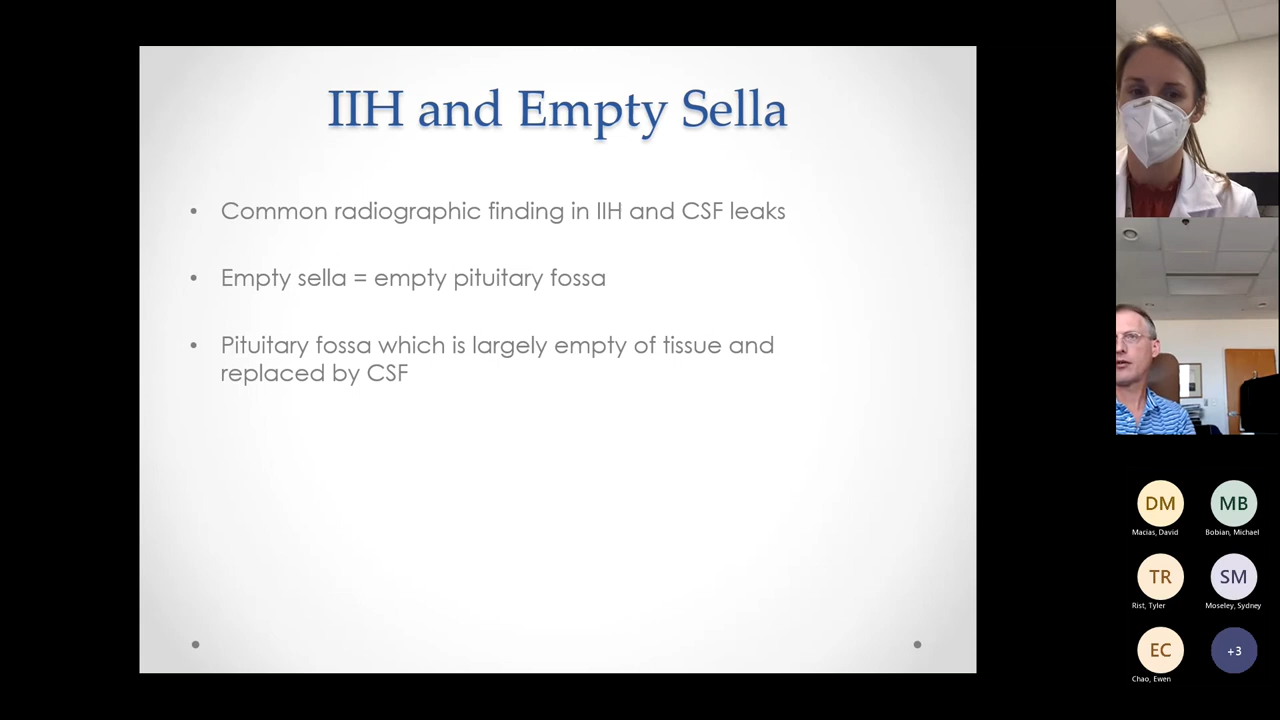 IIH and Empty Sella
• Common radiographic finding in IIH and CSF leaks
• Empty sella = empty pituitary fossa
• Pituitary fossa which is largely empty of tissue and
replaced by CSF
DM
Macias, David
MB
Bobian, Michael
TR
Rist, Tyler
SM
Moseley, Sydney
EC
Chao, Ewen
+3